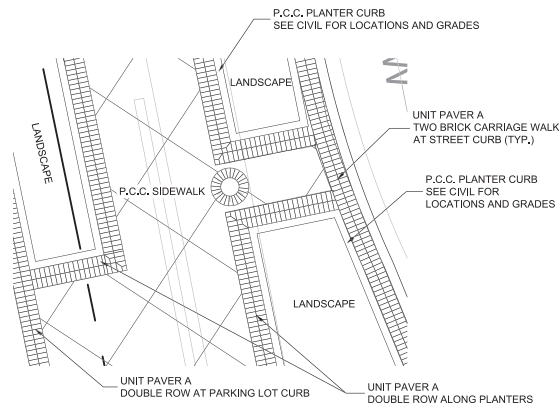 P.C.C. PLANTER CURB
SEE CIVIL FOR LOCATIONS AND GRADES
LANDSCAPE
LANDSCAPE
P.C.C. SIDEWALK
UNIT PAVER A
TWO BRICK CARRIAGE WALK
AT STREET CURB (TYP.)
P.C.C. PLANTER CURB
SEE CIVIL FOR
LOCATIONS AND GRADES
LANDSCAPE
UNIT PAVER A
DOUBLE ROW AT PARKING LOT CURB
UNIT PAVER A
DOUBLE ROW ALONG PLANTERS